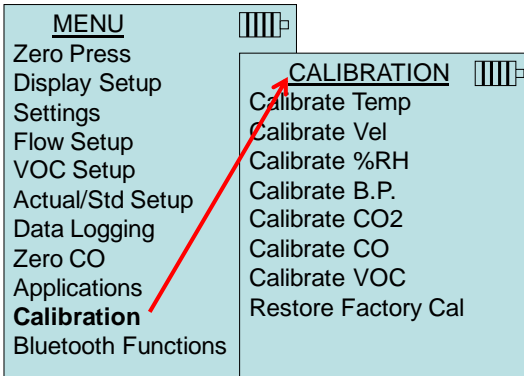 MENU
Zero Press
Display Setup
Settings
Flow Setup
VOC Setup
Actual/Std Setup
Data Logging
Zero CO
Applications
Calibration
Bluetooth Functions
CALIBRATION
Calibrate Temp
Calibrate Vel
Calibrate %RH
Calibrate B.P.
Calibrate CO2
Calibrate CO
Calibrate VOC
Restore Factory Cal